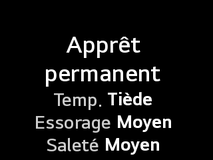 Apprêt
permanent
Temp. Tiède
Essorage Moyen
Saleté Moyen